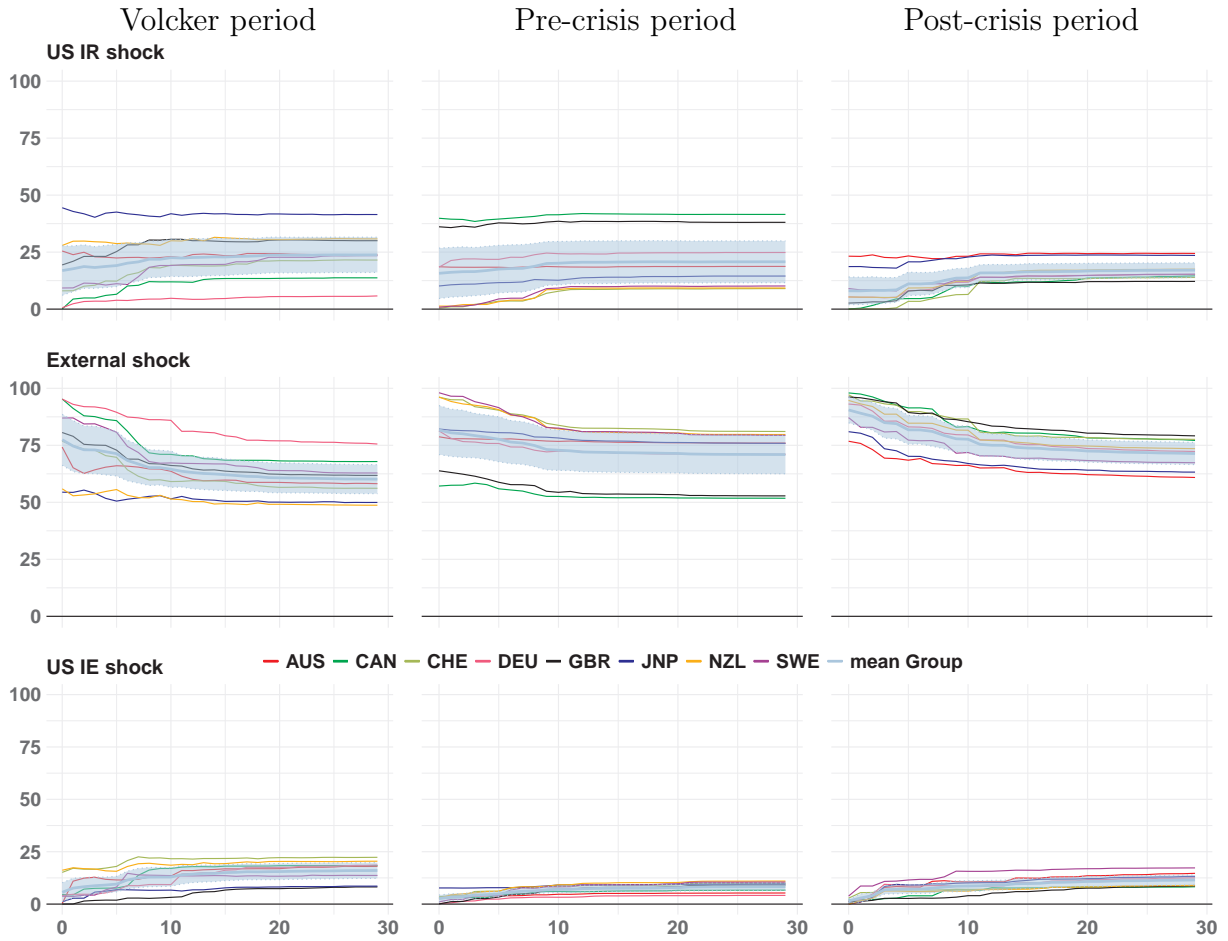 Volcker period Pre-crisis period Post-crisis period
US IR shock
100
75
50
25
0
External shock
100
75
50
25
0
US IE shock
AUS CAN CHE DEU GBR JNP NZL SWE mean Group
100
75
50
25
0
0 10 20 30 0 10 20 30 0 10 20 30